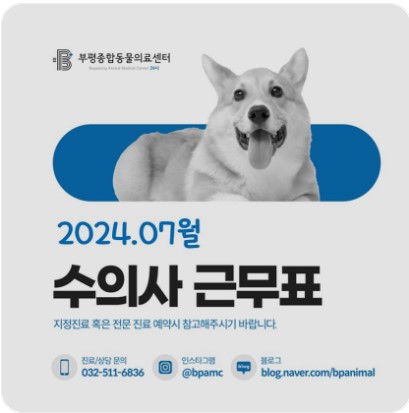 부평종합동물의료센터
2024.07월
수의사 근무표
지정진료 혹은 전문 진료 예약시 참고해주시기 바랍니다.
진료/상담 문의
032-511-6836
인스타그램
@bpamc
블로그
blog.naver.com/bpanimal